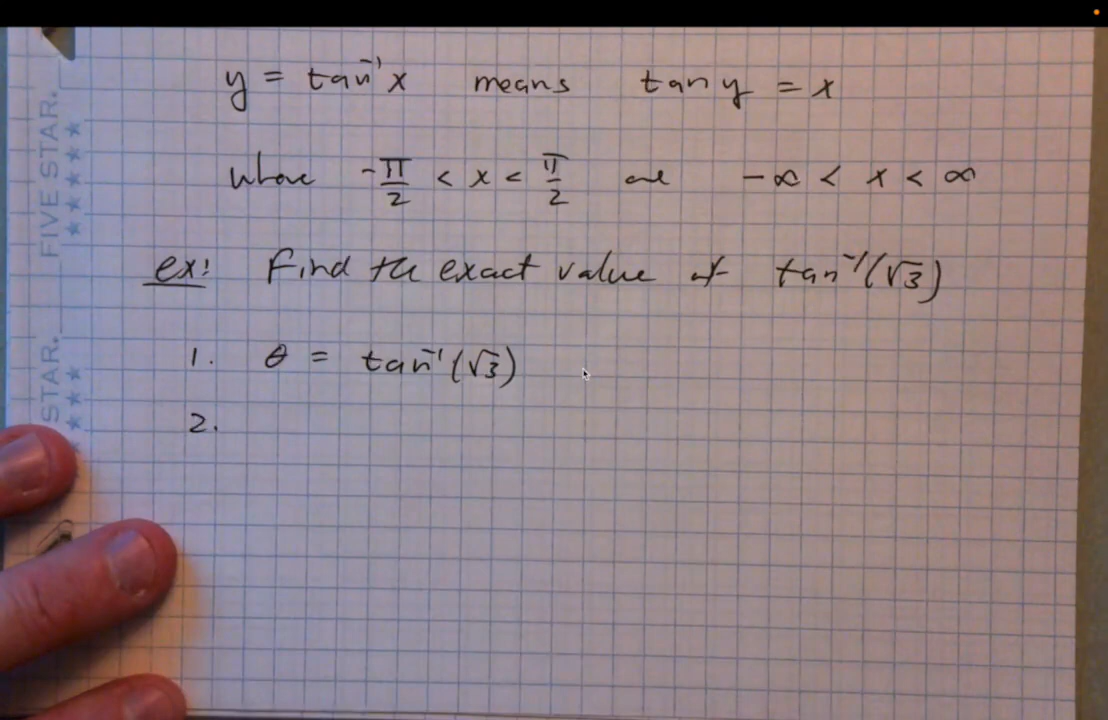 y = tan⁻¹x means tan y = x
where -π/2 < x < π/2 and -∞ < x < ∞
ex: Find the exact value of tan⁻¹(√3)
1. θ = tan⁻¹(√3)
2.
FIVE STAR.
STAR.